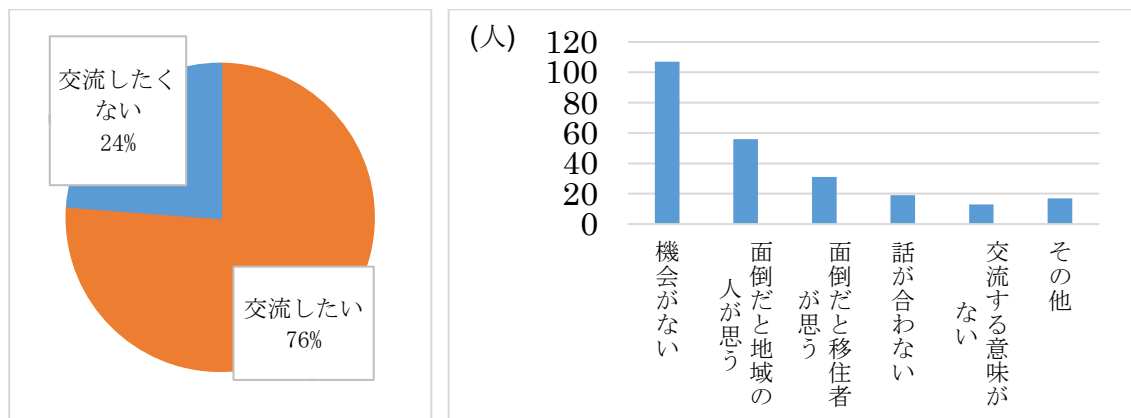 交流したく
ない
24%
交流したい
76%
(人)
120
100
80
60
40
20
0
機会がない
面倒だと地域の
人が思う
面倒だと移住者
が思う
話が合わない
交流する意味が
ない
その他